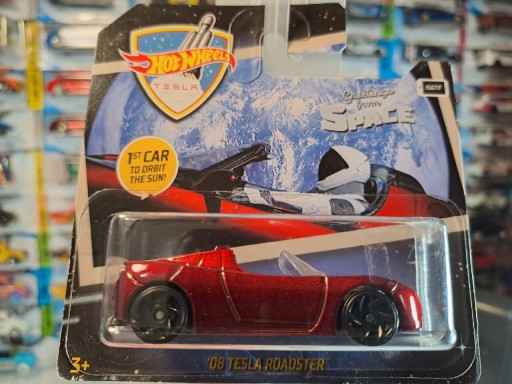 HOT WHEELS
TESLA
Greetings
from
SPACE
1ST CAR
TO ORBIT
THE SUN!
'08 TESLA ROADSTER
3+